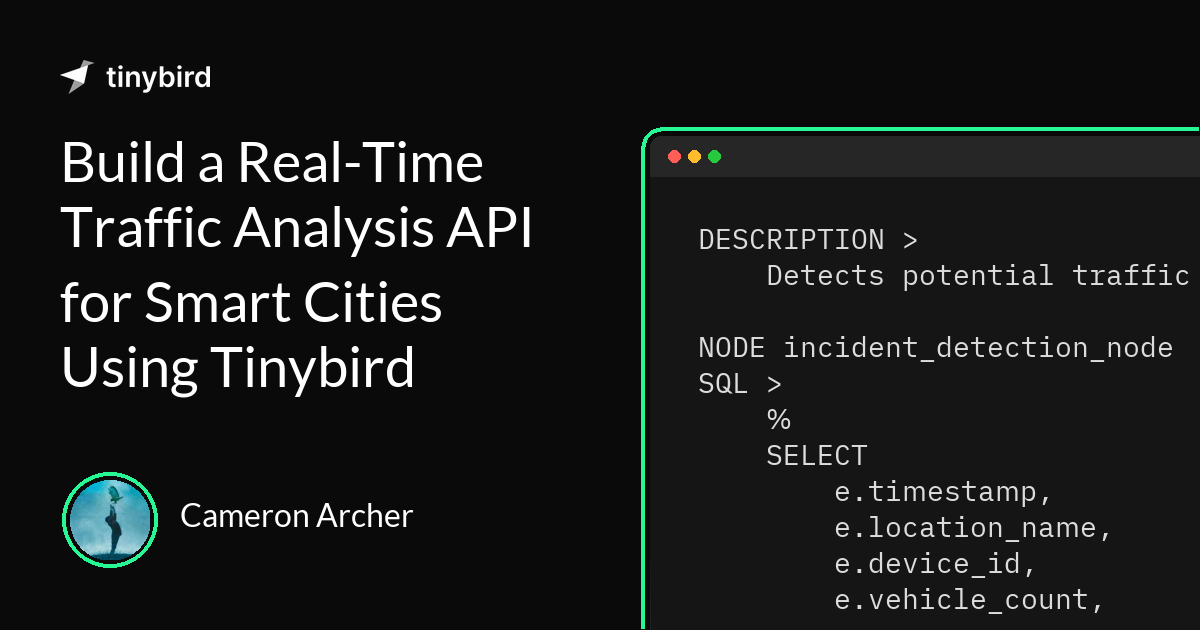 tinybird
Build a Real-Time
Traffic Analysis API
for Smart Cities
Using Tinybird
Cameron Archer
DESCRIPTION >
Detects potential traffic
NODE incident_detection_node
SQL >
%
SELECT
e.timestamp,
e.location_name,
e.device_id,
e.vehicle_count,